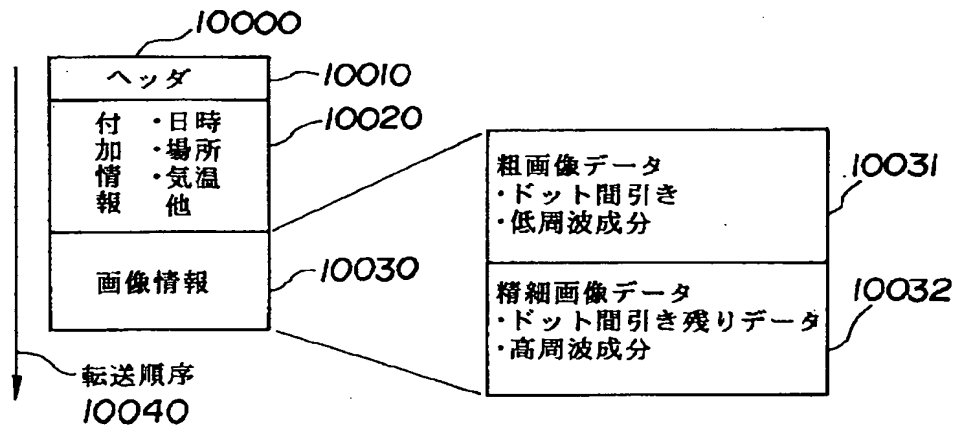 10000
ヘッダ
10010
付加情報
・日時
・場所
・気温
他
10020
画像情報
10030
転送順序
10040
粗画像データ
・ドット間引き
・低周波成分
10031
精細画像データ
・ドット間引き残りデータ
・高周波成分
10032